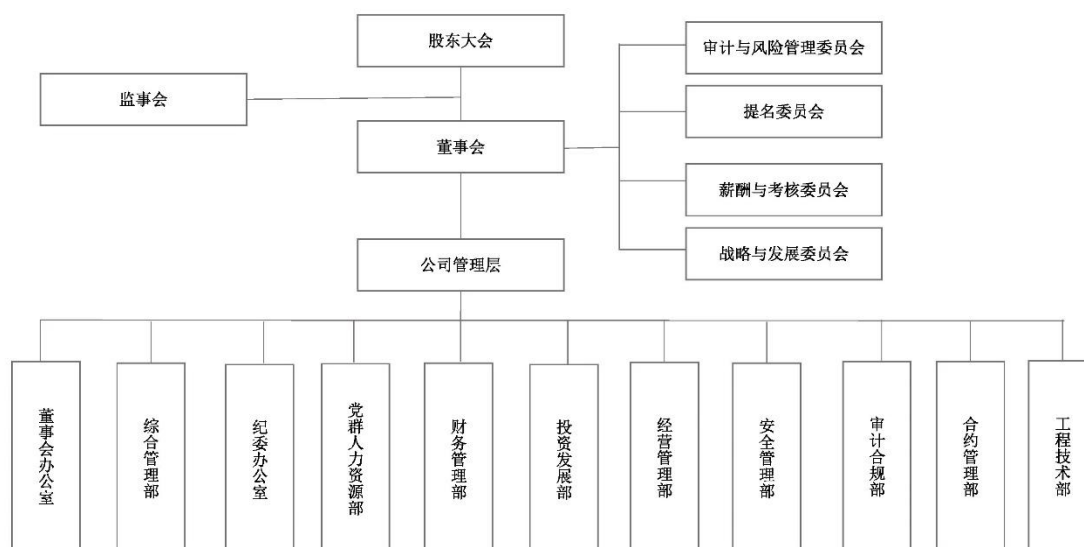 股东大会
审计与风险管理委员会
监事会
提名委员会
董事会
薪酬与考核委员会
战略与发展委员会
公司管理层
董事会办公室
综合管理部
纪委办公室
党群人力资源部
财务管理部
投资发展部
经营管理部
安全管理部
审计合规部
合约管理部
工程技术部